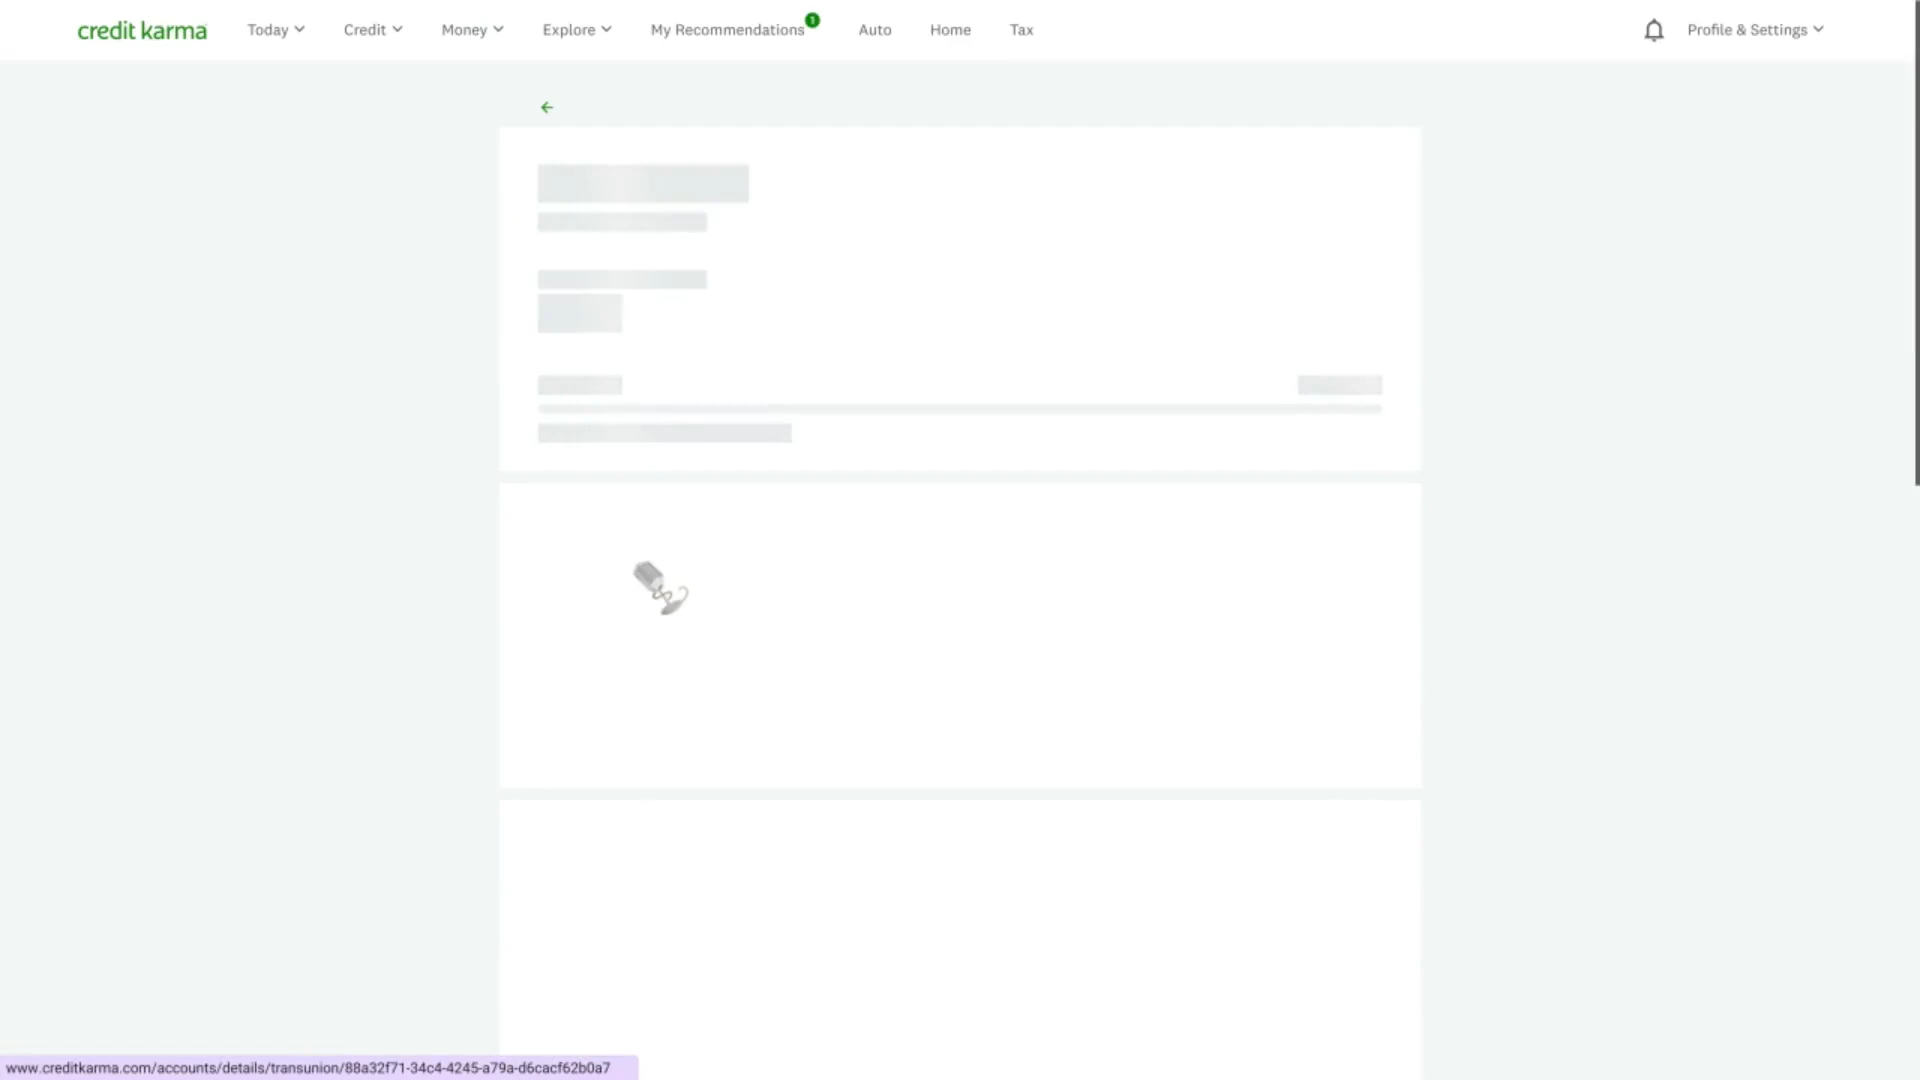 credit karma
Today
Credit
Money
Explore
My Recommendations
1
Auto
Home
Tax
Profile & Settings
www.creditkarma.com/accounts/details/transunion/88a32f71-34c4-4245-a79a-d6cacf62b0a7